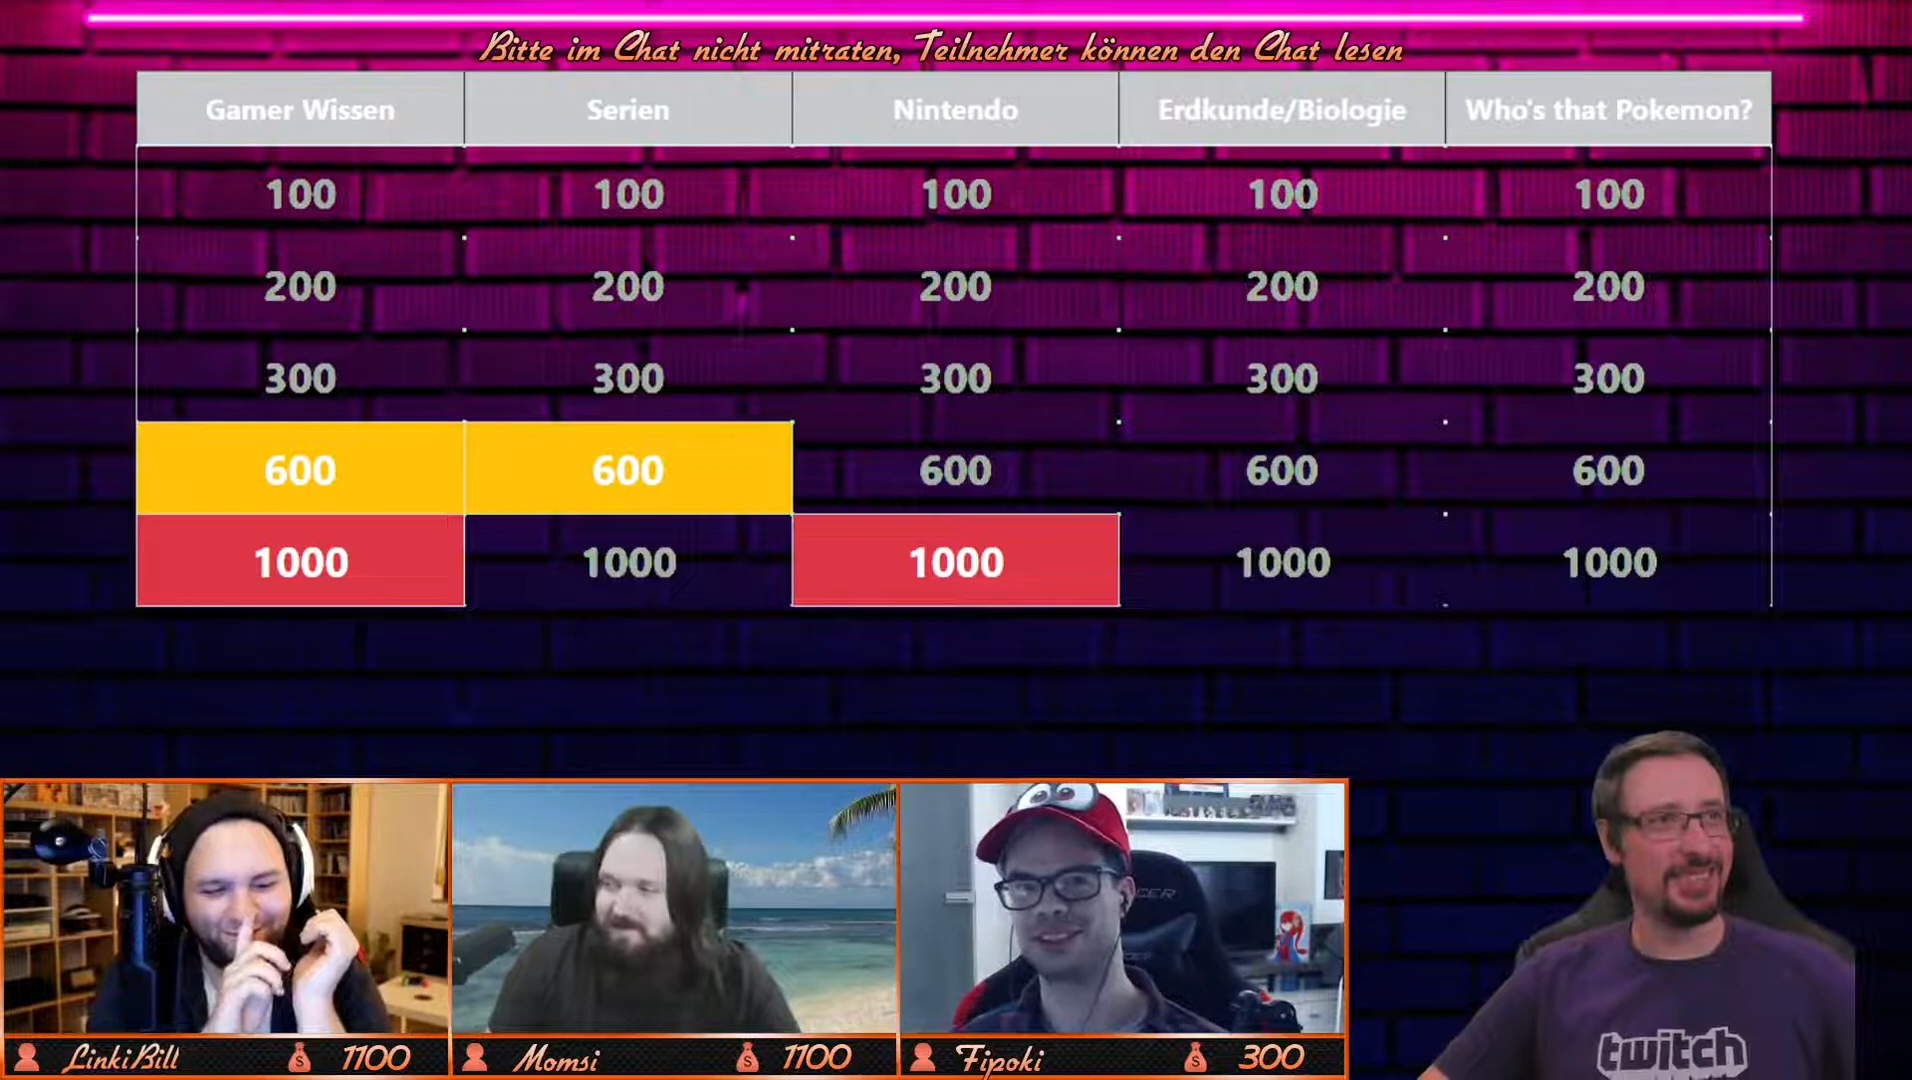 Bitte im Chat nicht mitraten, Teilnehmer können den Chat lesen
Gamer Wissen Serien Nintendo Erdkunde/Biologie Who's that Pokemon?
100 100 100 100 100
200 200 200 200 200
300 300 300 300 300
600 600 600 600 600
1000 1000 1000 1000 1000
twitch
LinkiBill 1100 Momsi 1100 Fipoki 300